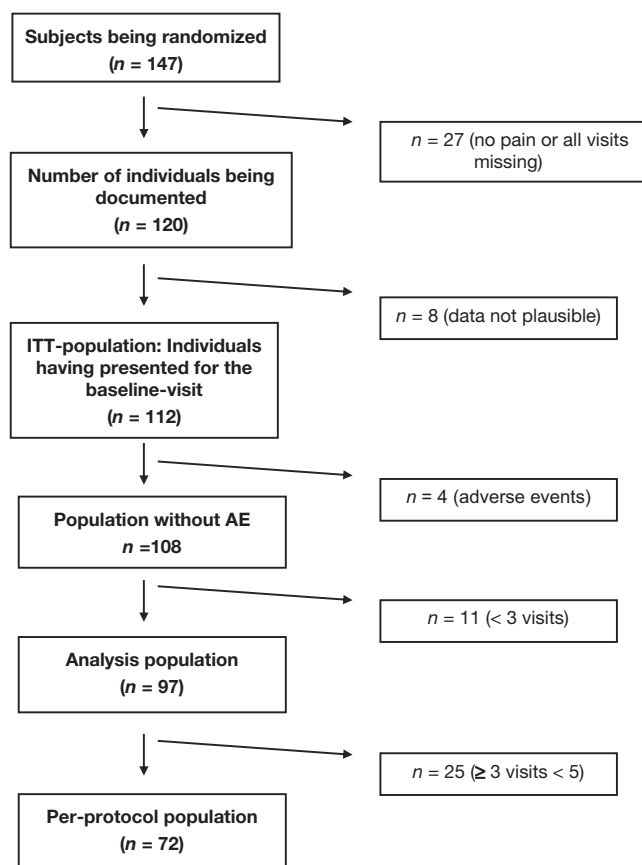 Subjects being randomized
(n = 147)
n = 27 (no pain or all visits
missing)
Number of individuals being
documented
(n = 120)
n = 8 (data not plausible)
ITT-population: Individuals
having presented for the
baseline-visit
(n = 112)
n = 4 (adverse events)
Population without AE
n =108
n = 11 (< 3 visits)
Analysis population
(n = 97)
n = 25 (≥ 3 visits < 5)
Per-protocol population
(n = 72)